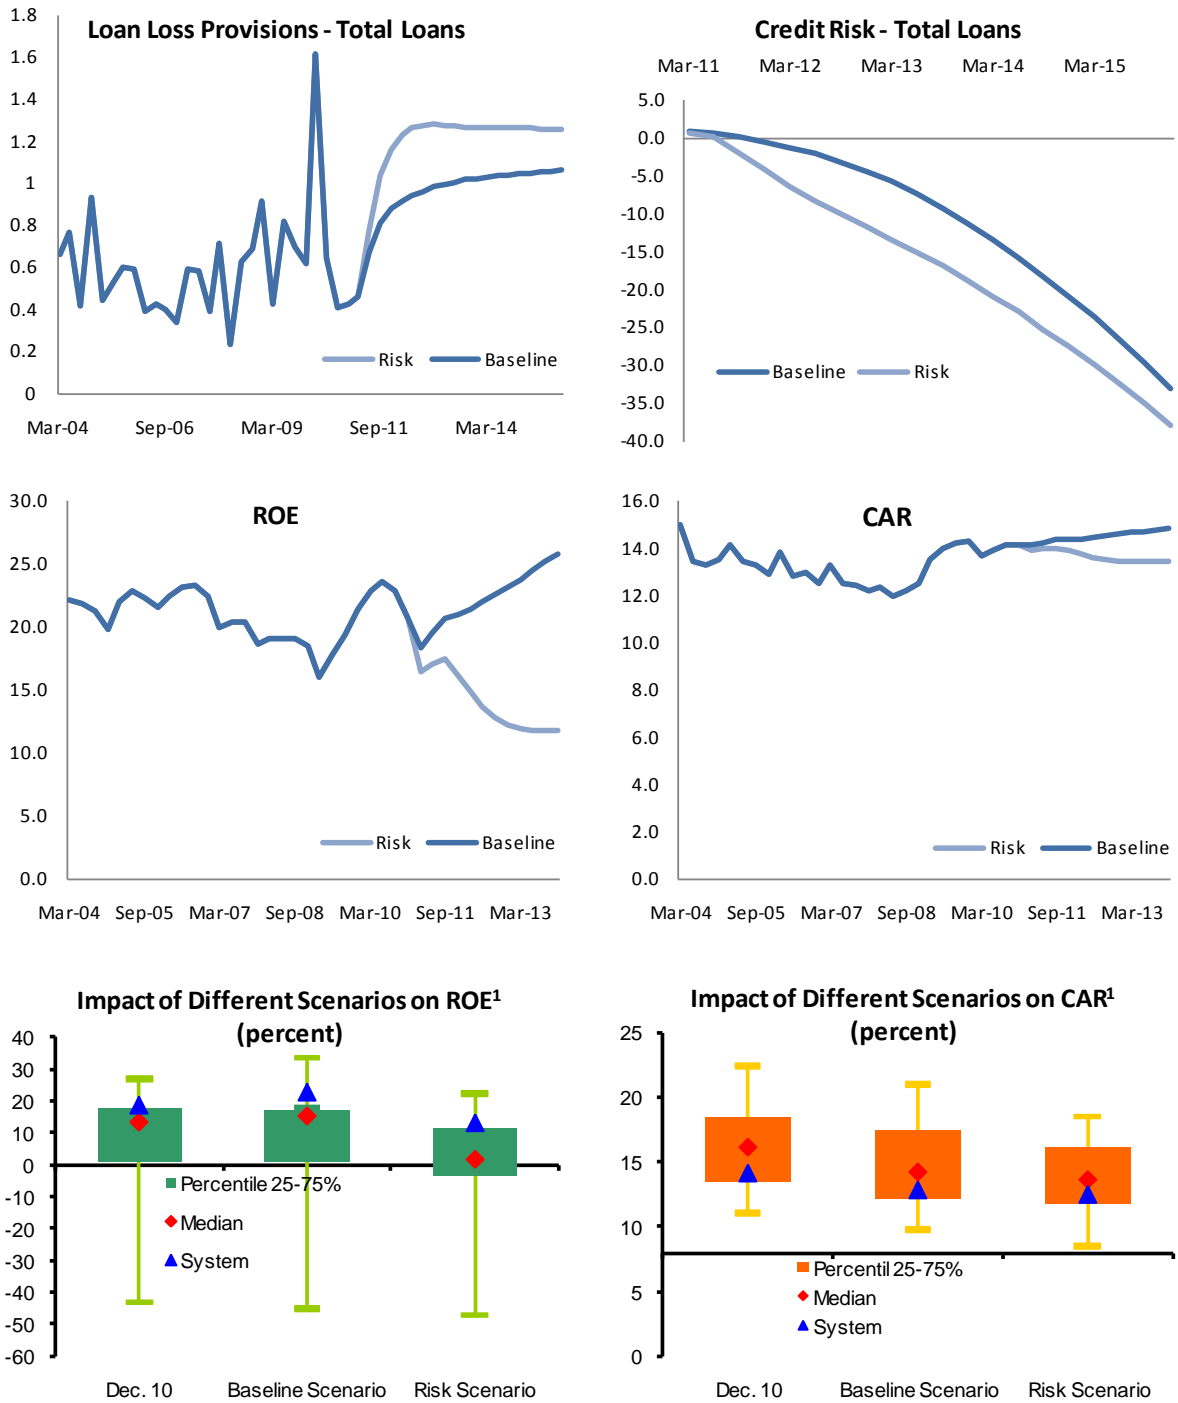 Loan Loss Provisions - Total Loans
1.8
1.6
1.4
1.2
1
0.8
0.6
0.4
0.2
0
Risk
Baseline
Mar-04 Sep-06 Mar-09 Sep-11 Mar-14
Credit Risk - Total Loans
Mar-11 Mar-12 Mar-13 Mar-14 Mar-15
5.0
0.0
-5.0
-10.0
-15.0
-20.0
-25.0
-30.0
-35.0
-40.0
Baseline
Risk
ROE
30.0
25.0
20.0
15.0
10.0
5.0
0.0
Risk
Baseline
Mar-04 Sep-05 Mar-07 Sep-08 Mar-10 Sep-11 Mar-13
CAR
16.0
14.0
12.0
10.0
8.0
6.0
4.0
2.0
0.0
Risk
Baseline
Mar-04 Sep-05 Mar-07 Sep-08 Mar-10 Sep-11 Mar-13
Impact of Different Scenarios on ROE¹
(percent)
40
30
20
10
0
-10
-20
-30
-40
-50
-60
Percentile 25-75%
Median
System
Dec. 10 Baseline Scenario Risk Scenario
Impact of Different Scenarios on CAR¹
(percent)
25
20
15
10
5
0
Percentil 25-75%
Median
System
Dec. 10 Baseline Scenario Risk Scenario